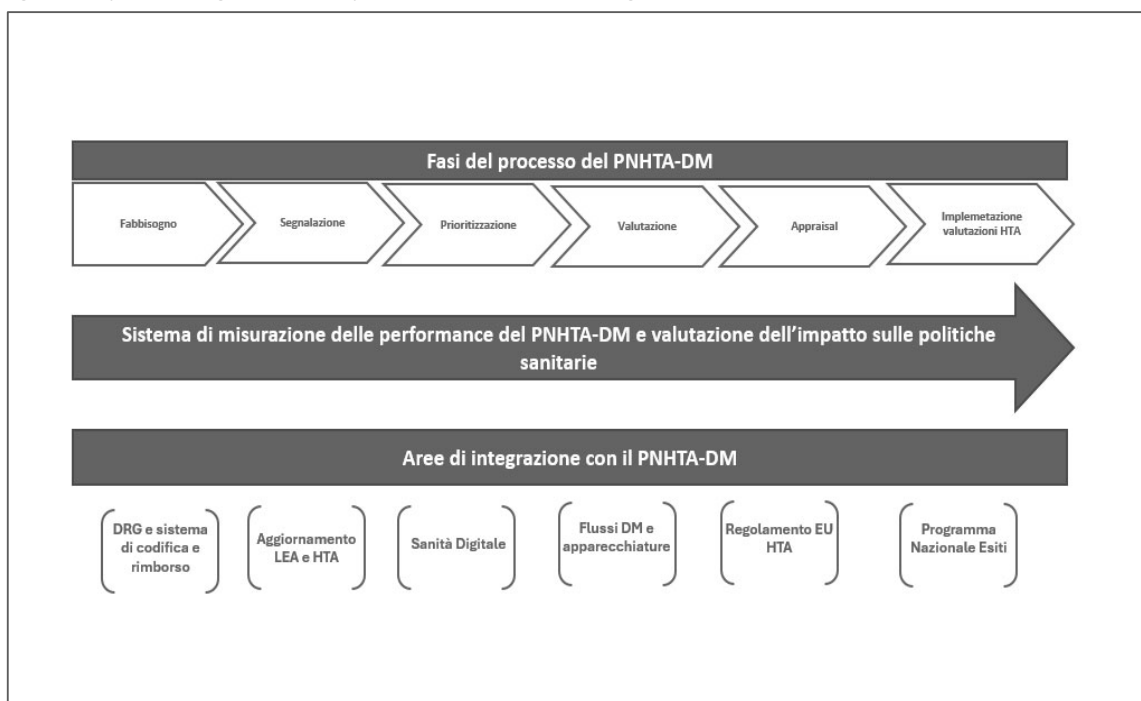 Fasi del processo del PNHTA-DM
Fabbisogno
Segnalazione
Prioritizzazione
Valutazione
Appraisal
Implemetazione
valutazioni HTA
Sistema di misurazione delle performance del PNHTA-DM e valutazione dell’impatto sulle politiche
sanitarie
Aree di integrazione con il PNHTA-DM
DRG e sistema
di codifica e
rimborso
Aggiornamento
LEA e HTA
Sanità Digitale
Flussi DM e
apparecchiature
Regolamento EU
HTA
Programma
Nazionale Esiti